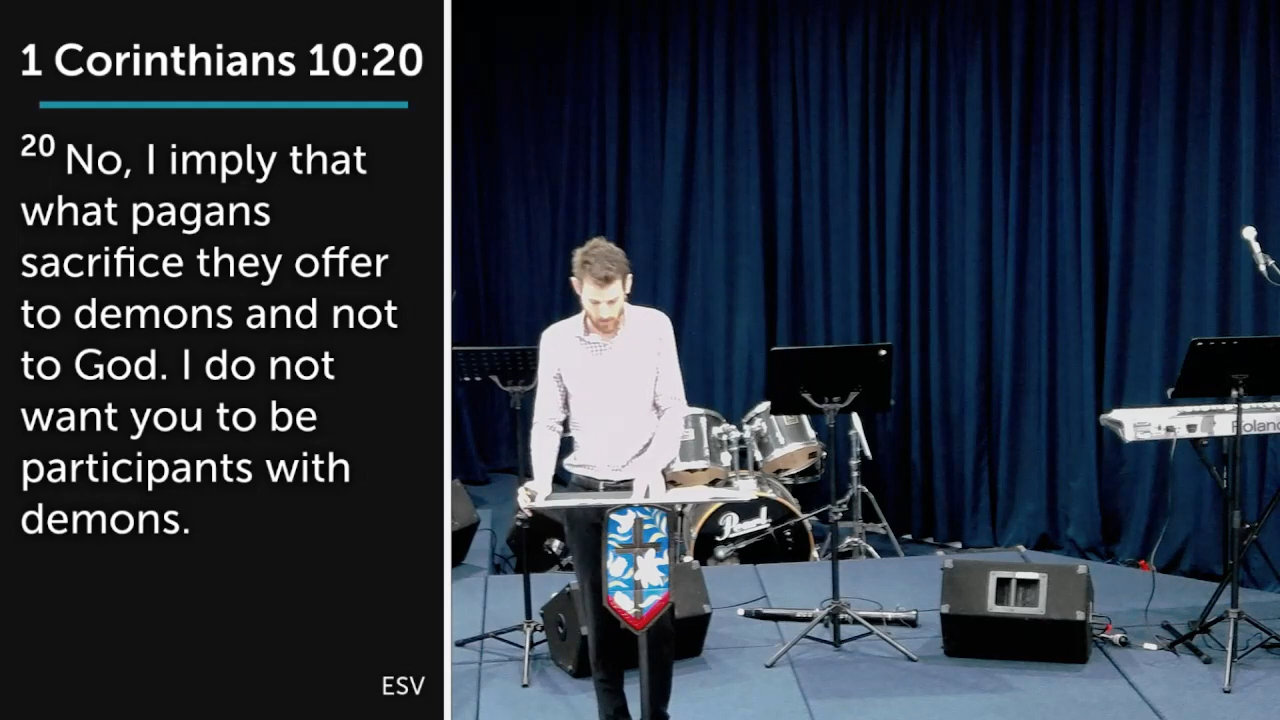 1 Corinthians 10:20
20 No, I imply that
what pagans
sacrifice they offer
to demons and not
to God. I do not
want you to be
participants with
demons.
ESV
Pearl
Roland